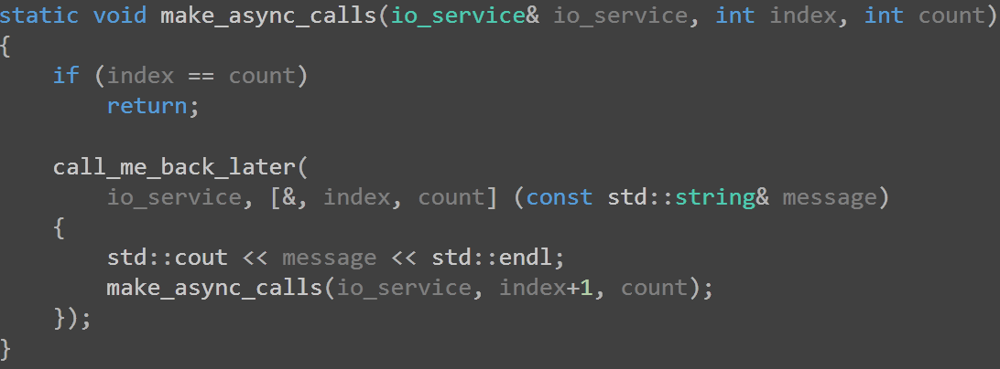 static void make_async_calls(io_service& io_service, int index, int count)
{
    if (index == count)
        return;

    call_me_back_later(
        io_service, [&, index, count] (const std::string& message)
    {
        std::cout << message << std::endl;
        make_async_calls(io_service, index+1, count);
    });
}